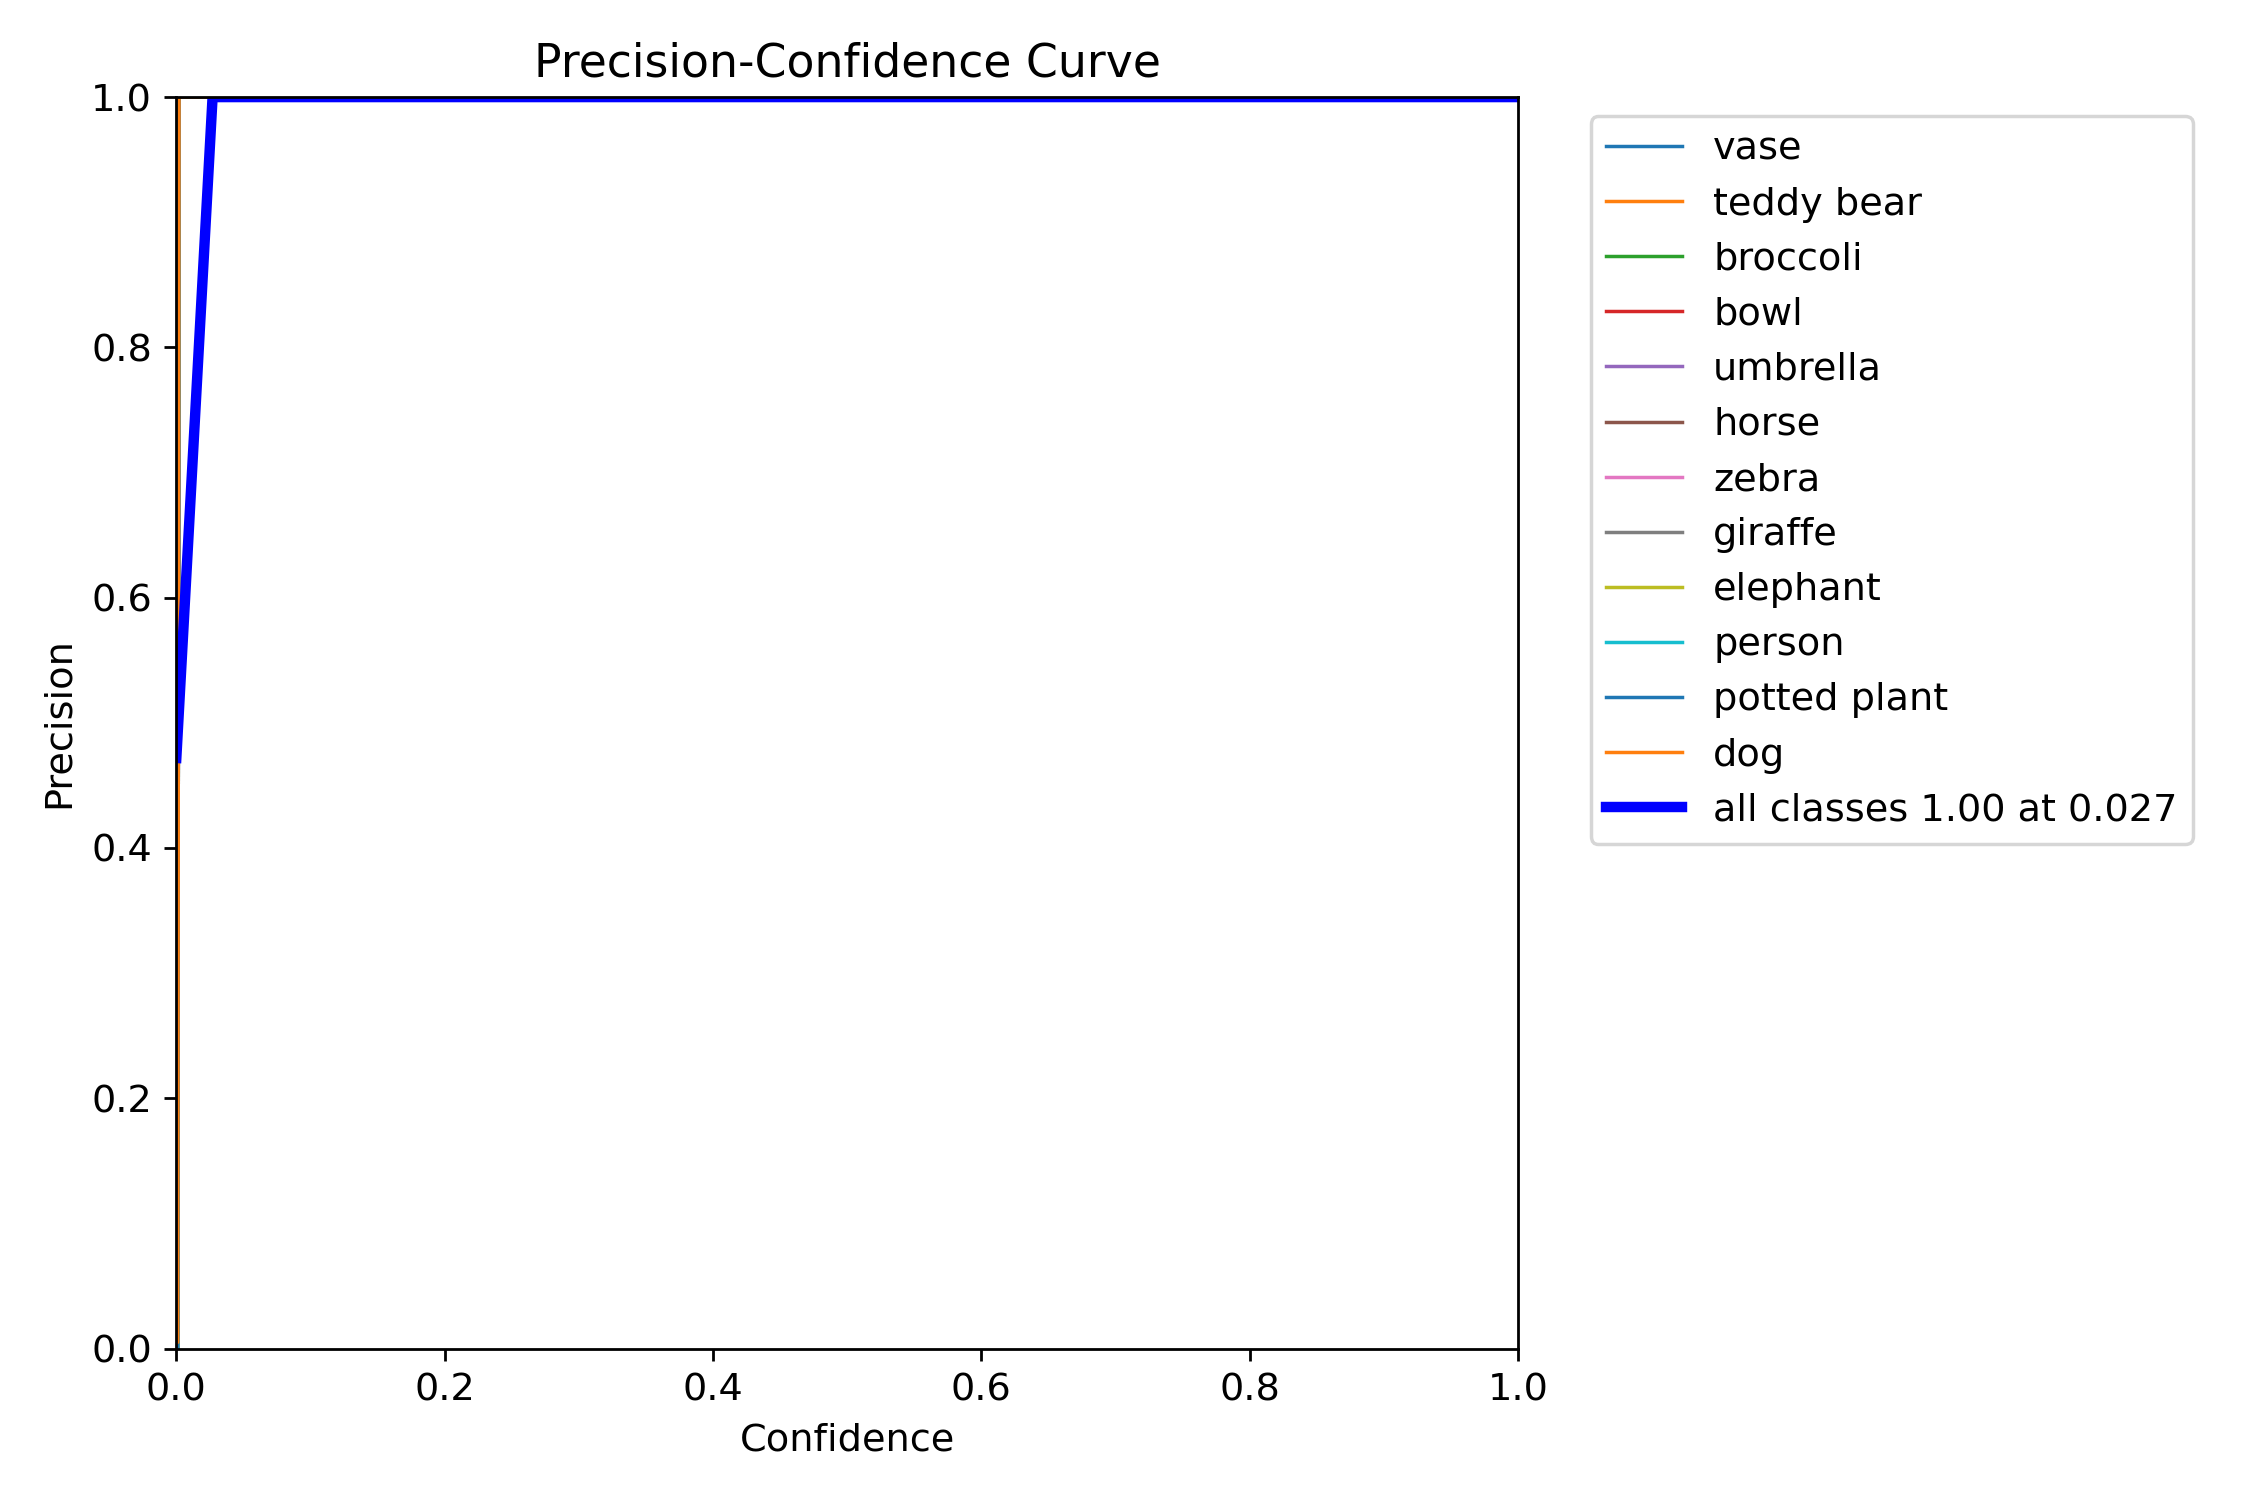 Precision-Confidence Curve
1.0
0.8
0.6
0.4
0.2
0.0
Precision
0.0 0.2 0.4 0.6 0.8 1.0
Confidence
vase
teddy bear
broccoli
bowl
umbrella
horse
zebra
giraffe
elephant
person
potted plant
dog
all classes 1.00 at 0.027